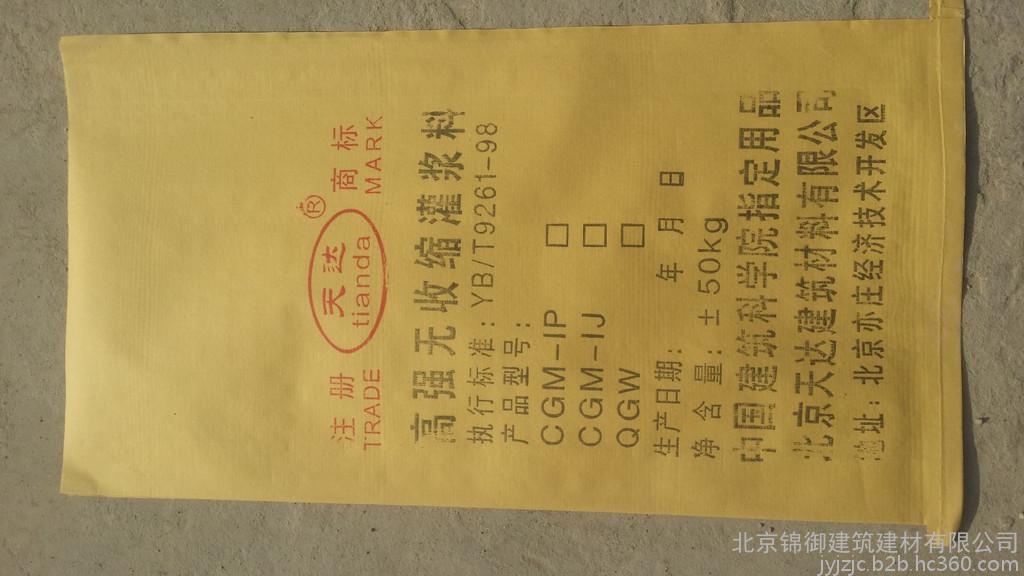 注册 天达 ® 商标
TRADE tianda MARK
高强无收缩灌浆料
执行标准：YB/T9261-98
产品型号：
CGM-IP □
CGM-IJ □
QGW □
生产日期： 年 月 日
净含量：±50kg
中国建筑科学院指定用品
北京天达建筑材料有限公司
地址：北京亦庄经济技术开发区
北京锦御建筑建材有限公司
jyjzjc.b2b.hc360.com